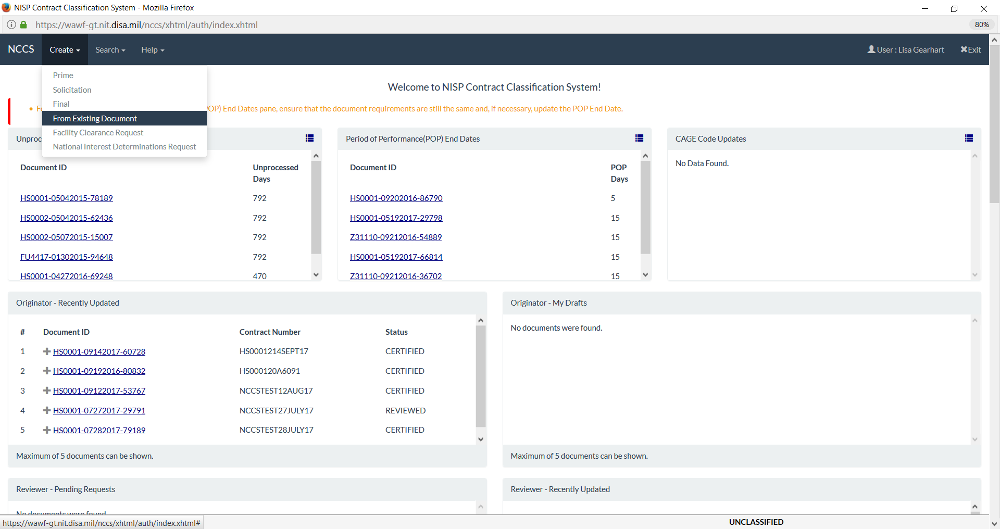 NISP Contract Classification System - Mozilla Firefox
https://wawf-gt.nit.disa.mil/nccs/xhtml/auth/index.xhtml
80%
NCCS
Create
Search
Help
User : Lisa Gearhart
Exit
Prime
Solicitation
Final
From Existing Document
Facility Clearance Request
National Interest Determinations Request
Welcome to NISP Contract Classification System!
OP) End Dates pane, ensure that the document requirements are still the same and, if necessary, update the POP End Date.
Unproc
Document ID
Unprocessed
Days
HS0001-05042015-78189 792
HS0002-05042015-62436 792
HS0002-05072015-15007 792
FU4417-01302015-94648 792
HS0001-04272016-69248 470
Period of Performance(POP) End Dates
Document ID
POP
Days
HS0001-09202016-86790 5
HS0001-05192017-29798 15
Z31110-09212016-54889 15
HS0001-05192017-66814 15
Z31110-09212016-36702 15
CAGE Code Updates
No Data Found.
Originator - Recently Updated
# Document ID Contract Number Status
1 HS0001-09142017-60728 HS0001214SEPT17 CERTIFIED
2 HS0001-09192016-80832 HS000120A6091 CERTIFIED
3 HS0001-09122017-53767 NCCSTEST12AUG17 CERTIFIED
4 HS0001-07272017-29791 NCCSTEST27JULY17 REVIEWED
5 HS0001-07282017-79189 NCCSTEST28JULY17 CERTIFIED
Maximum of 5 documents can be shown.
Originator - My Drafts
No documents were found.
Maximum of 5 documents can be shown.
Reviewer - Pending Requests
No documents were found.
Reviewer - Recently Updated
https://wawf-gt.nit.disa.mil/nccs/xhtml/auth/index.xhtml#
UNCLASSIFIED